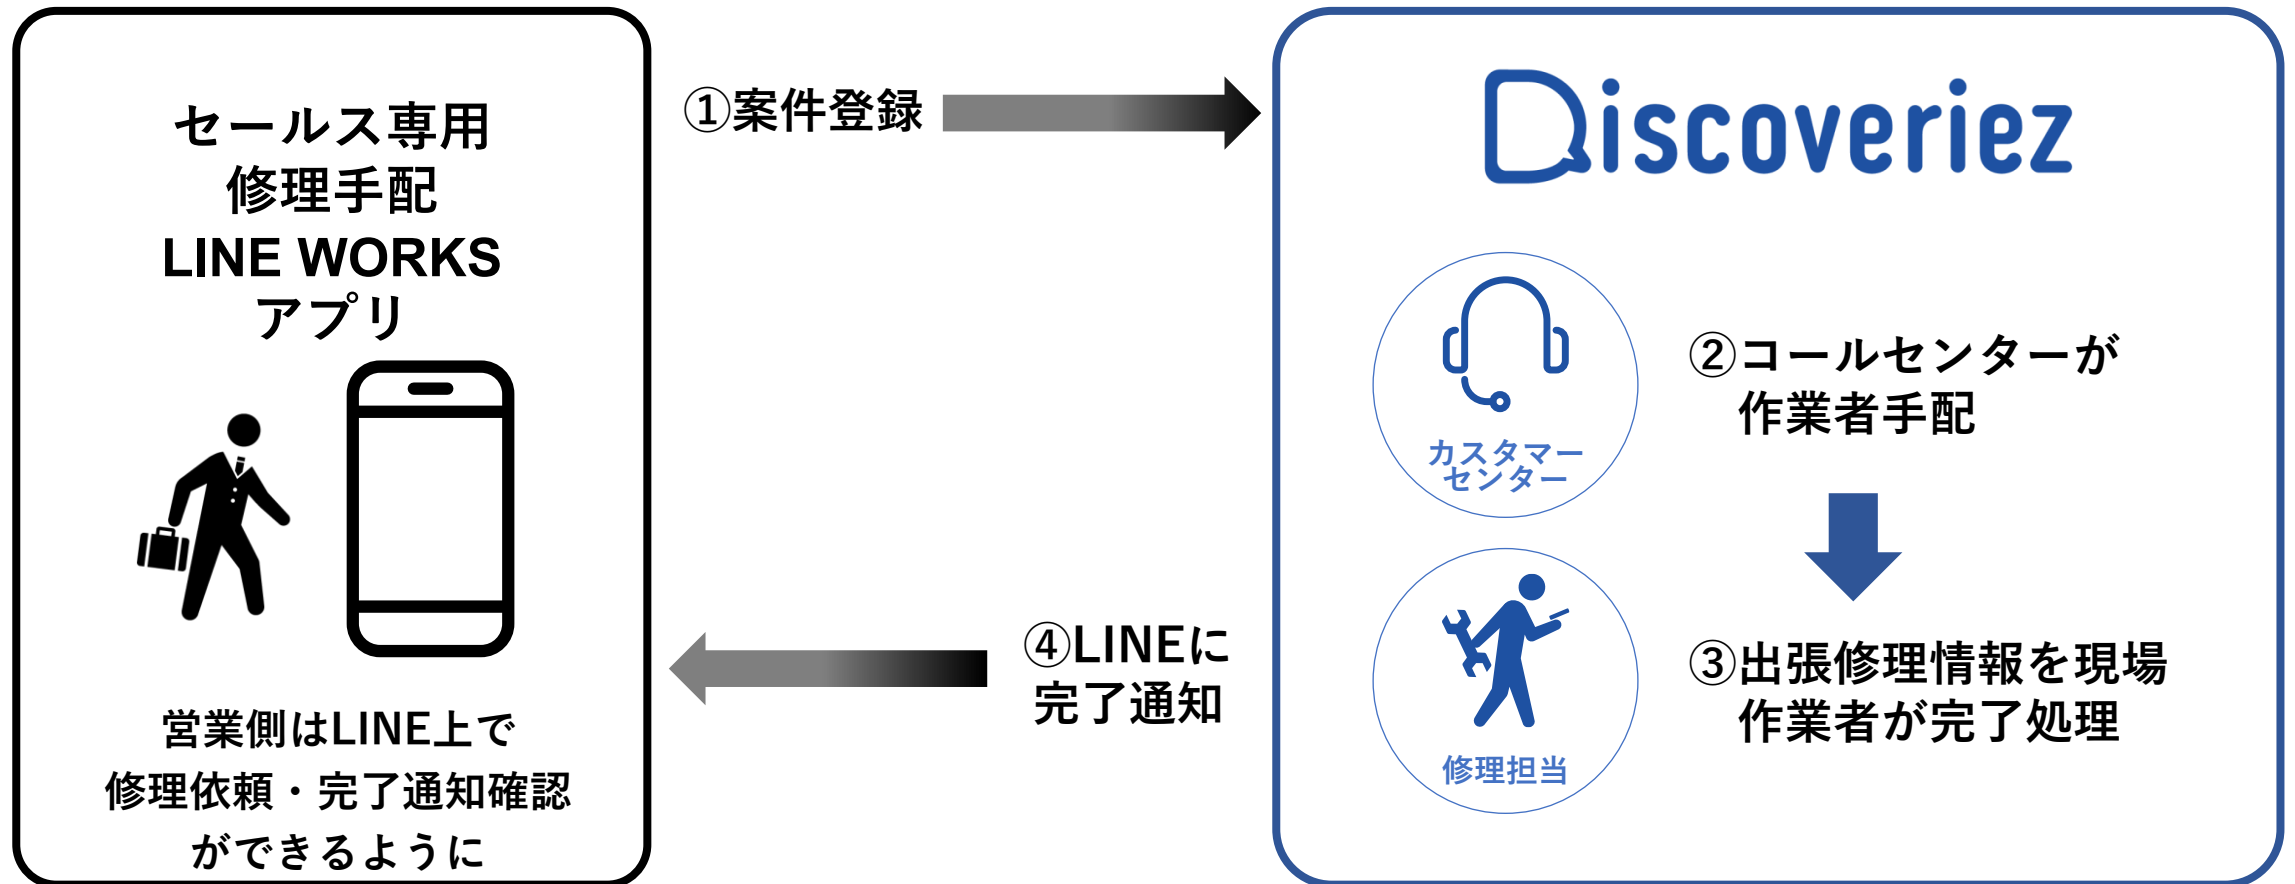 セールス専用
修理手配
LINE WORKS
アプリ
営業側はLINE上で
修理依頼・完了通知確認
ができるように
①案件登録
④LINEに
完了通知
Discoveriez
カスタマー
センター
②コールセンターが
作業者手配
修理担当
③出張修理情報を現場
作業者が完了処理